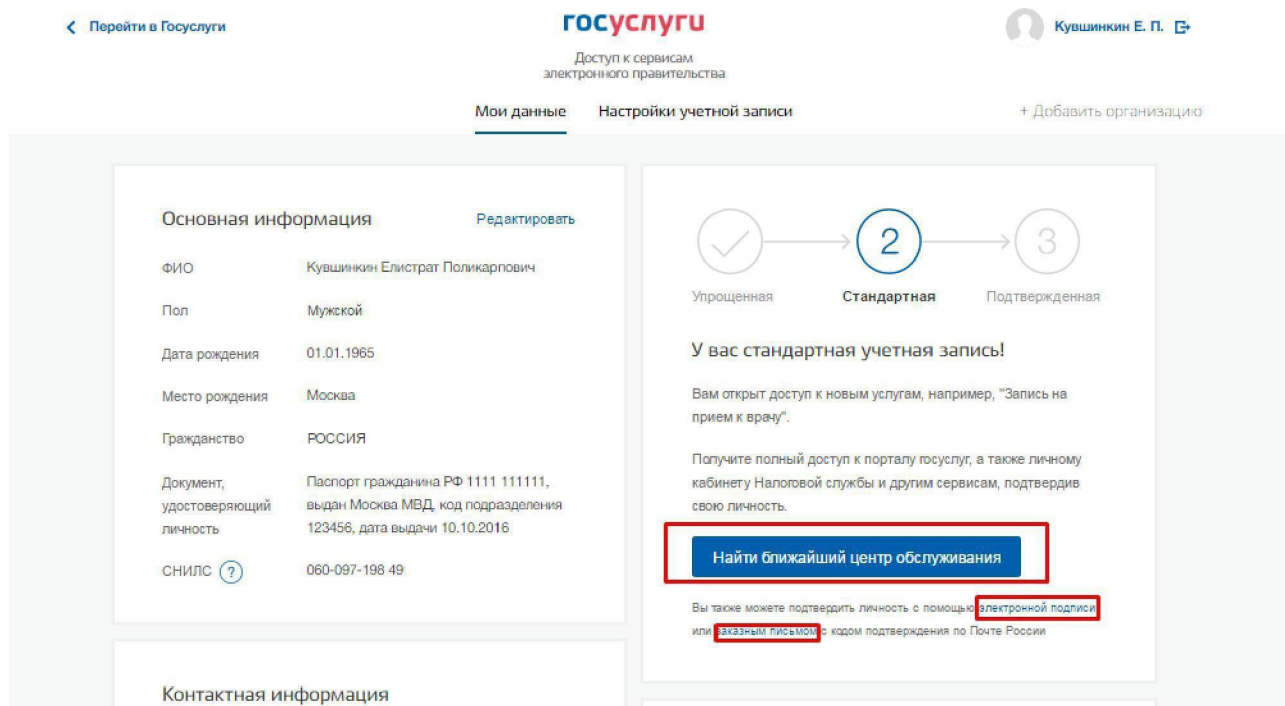 Перейти в Госуслуги
госуслуги
Кувшинкин Е. П.
Доступ к сервисам
электронного правительства
Мои данные
Настройки учетной записи
+ Добавить организацию
Основная информация
Редактировать
ФИО
Кувшинкин Елистрат Поликарпович
Пол
Мужской
Дата рождения
01.01.1965
Место рождения
Москва
Гражданство
РОССИЯ
Документ,
удостоверяющий
личность
Паспорт гражданина РФ 1111 111111,
выдан Москва МВД, код подразделения
123456, дата выдачи 10.10.2016
СНИЛС ?
060-097-198 49
Контактная информация
2
3
Упрощенная
Стандартная
Подтвержденная
У вас стандартная учетная запись!
Вам открыт доступ к новым услугам, например, "Запись на
прием к врачу".
Получите полный доступ к порталу госуслуг, а также личному
кабинету Налоговой службы и другим сервисам, подтвердив
свою личность.
Найти ближайший центр обслуживания
Вы также можете подтвердить личность с помощью электронной подписи
или заказным письмом с кодом подтверждения по Почте России